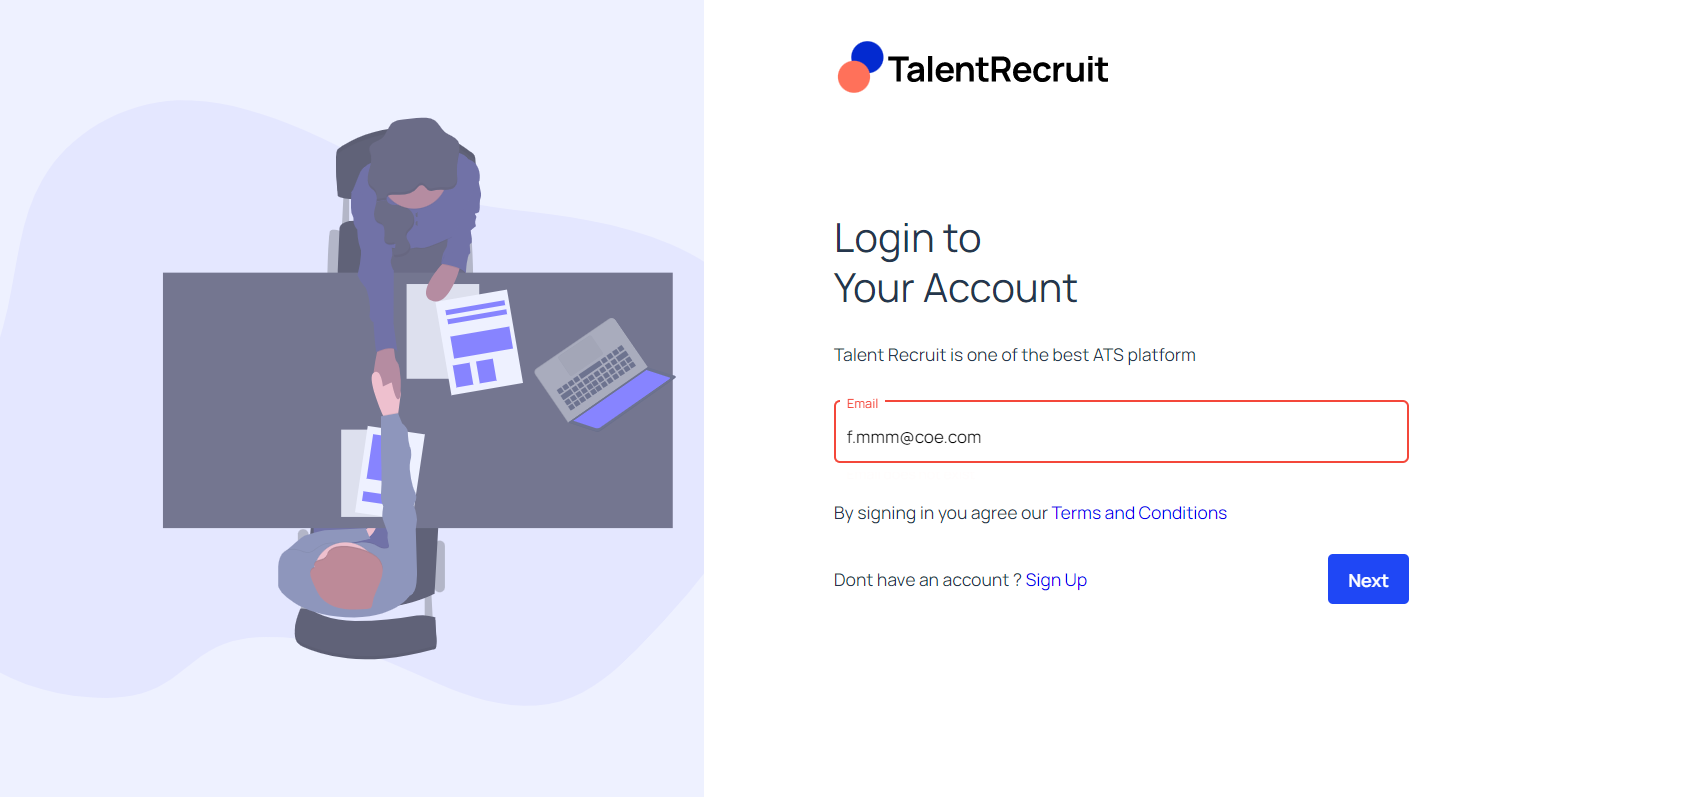 TalentRecruit
Login to
Your Account
Talent Recruit is one of the best ATS platform
Email
f.mmm@coe.com
By signing in you agree our Terms and Conditions
Dont have an account ? Sign Up
Next